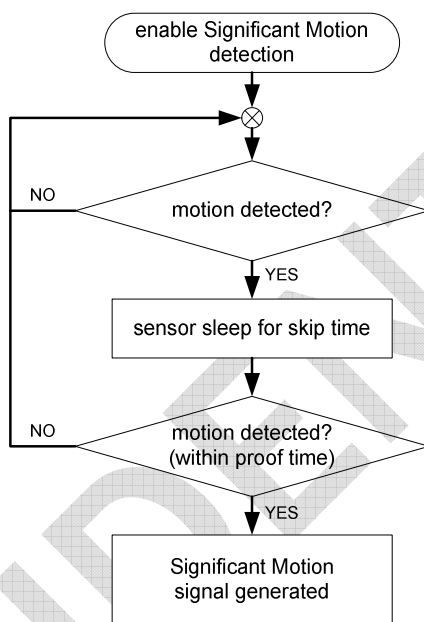 enable Significant Motion
detection
NO
motion detected?
YES
sensor sleep for skip time
NO
motion detected?
(within proof time)
YES
Significant Motion
signal generated